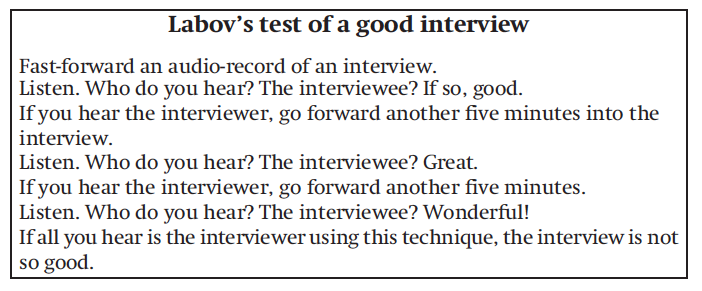 Labov’s test of a good interview
Fast-forward an audio-record of an interview.
Listen. Who do you hear? The interviewee? If so, good.
If you hear the interviewer, go forward another five minutes into the
interview.
Listen. Who do you hear? The interviewee? Great.
If you hear the interviewer, go forward another five minutes.
Listen. Who do you hear? The interviewee? Wonderful!
If all you hear is the interviewer using this technique, the interview is not
so good.